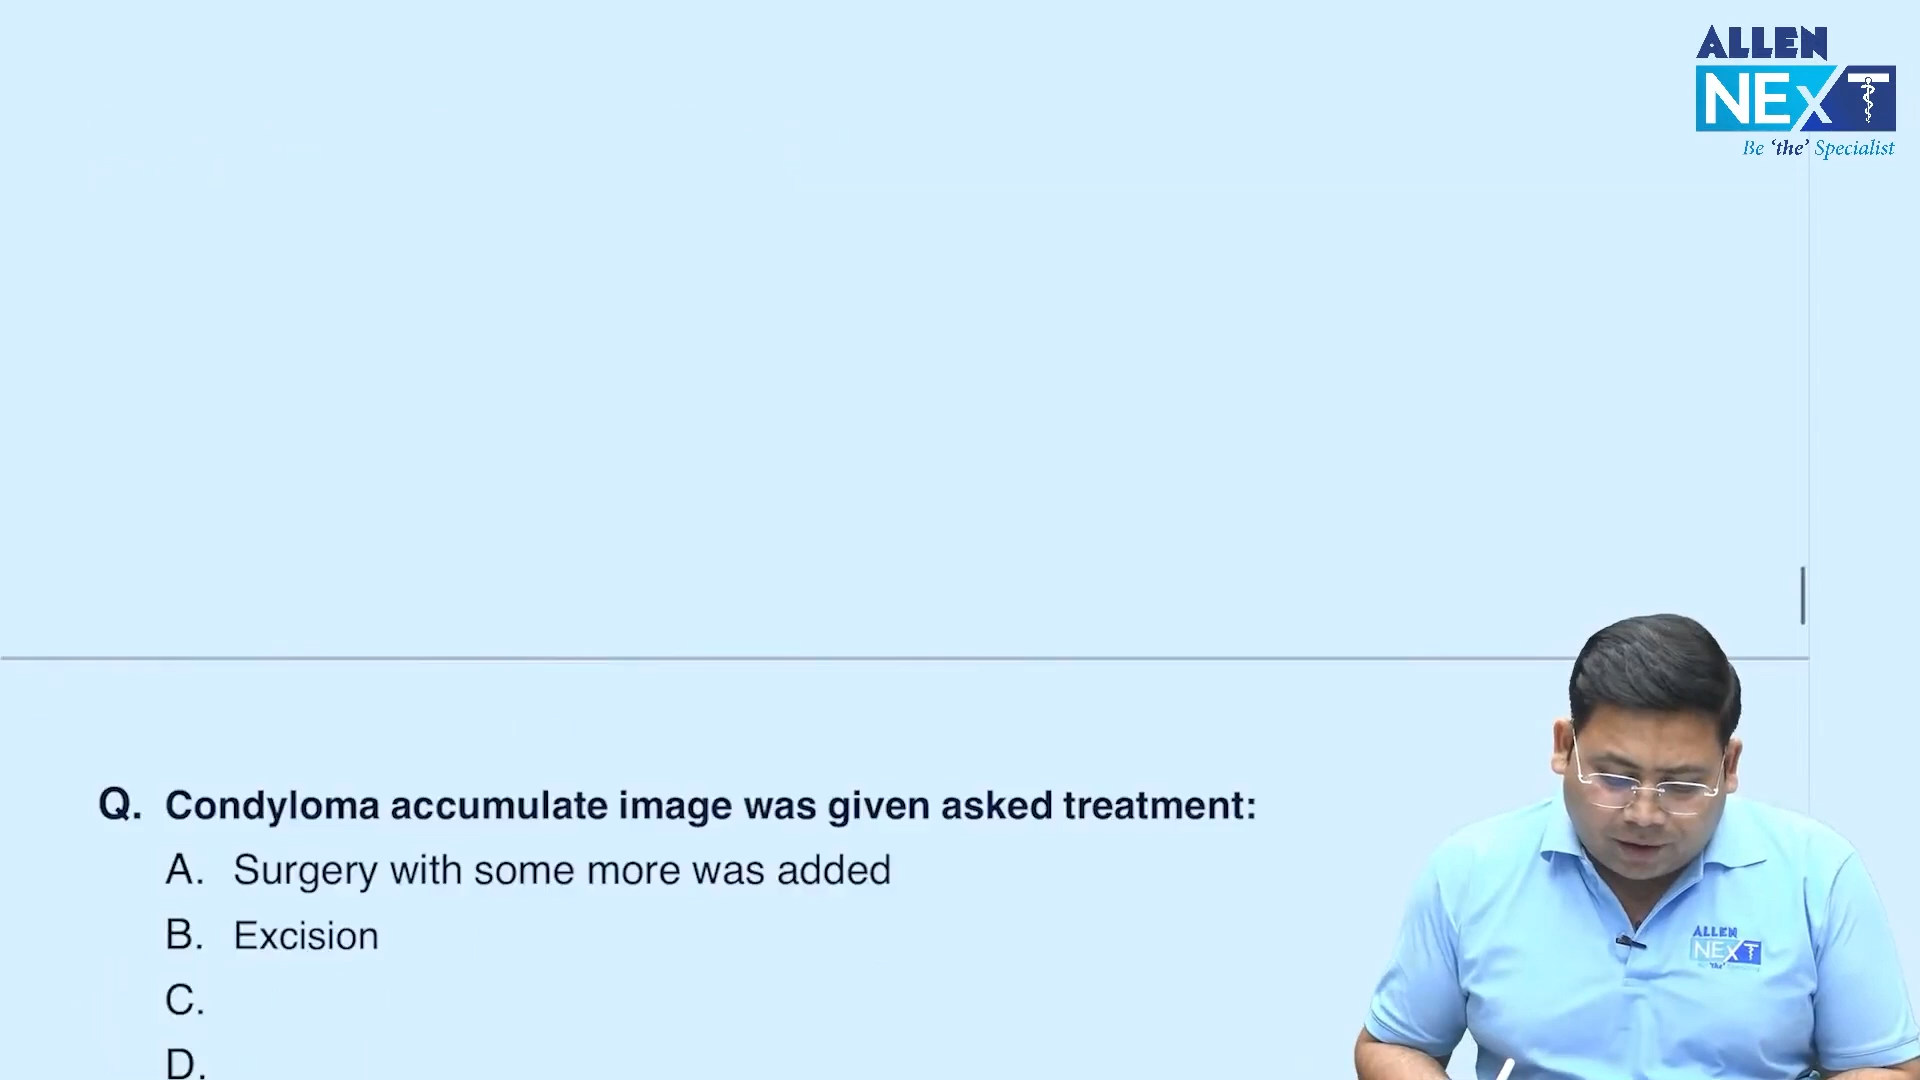 ALLEN
NExT
Be ‘the’ Specialist
Q. Condyloma accumulate image was given asked treatment:
A. Surgery with some more was added
B. Excision
C.
D.
ALLEN
NExT